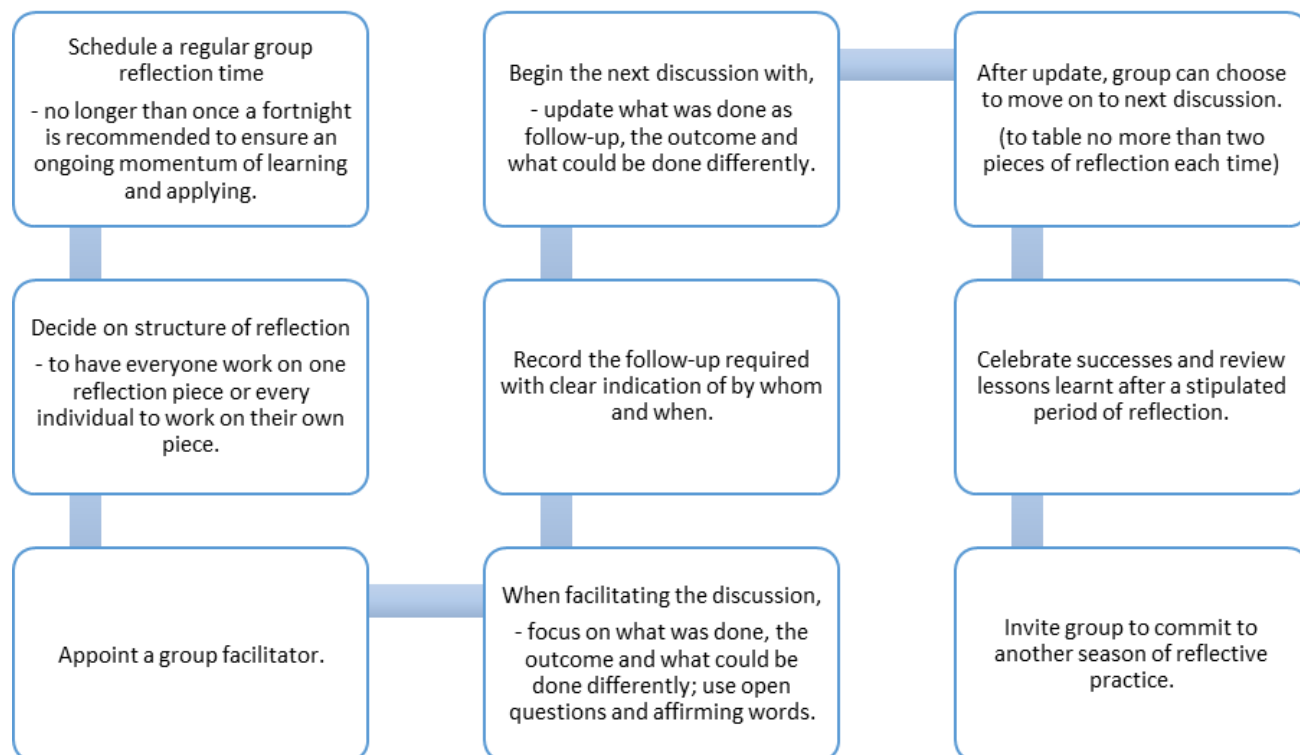 Schedule a regular group
reflection time
- no longer than once a fortnight
is recommended to ensure an
ongoing momentum of learning
and applying.
Decide on structure of reflection
- to have everyone work on one
reflection piece or every
individual to work on their own
piece.
Appoint a group facilitator.
When facilitating the discussion,
- focus on what was done, the
outcome and what could be
done differently; use open
questions and affirming words.
Record the follow-up required
with clear indication of by whom
and when.
Begin the next discussion with,
- update what was done as
follow-up, the outcome and
what could be done differently.
After update, group can choose
to move on to next discussion.
(to table no more than two
pieces of reflection each time)
Celebrate successes and review
lessons learnt after a stipulated
period of reflection.
Invite group to commit to
another season of reflective
practice.